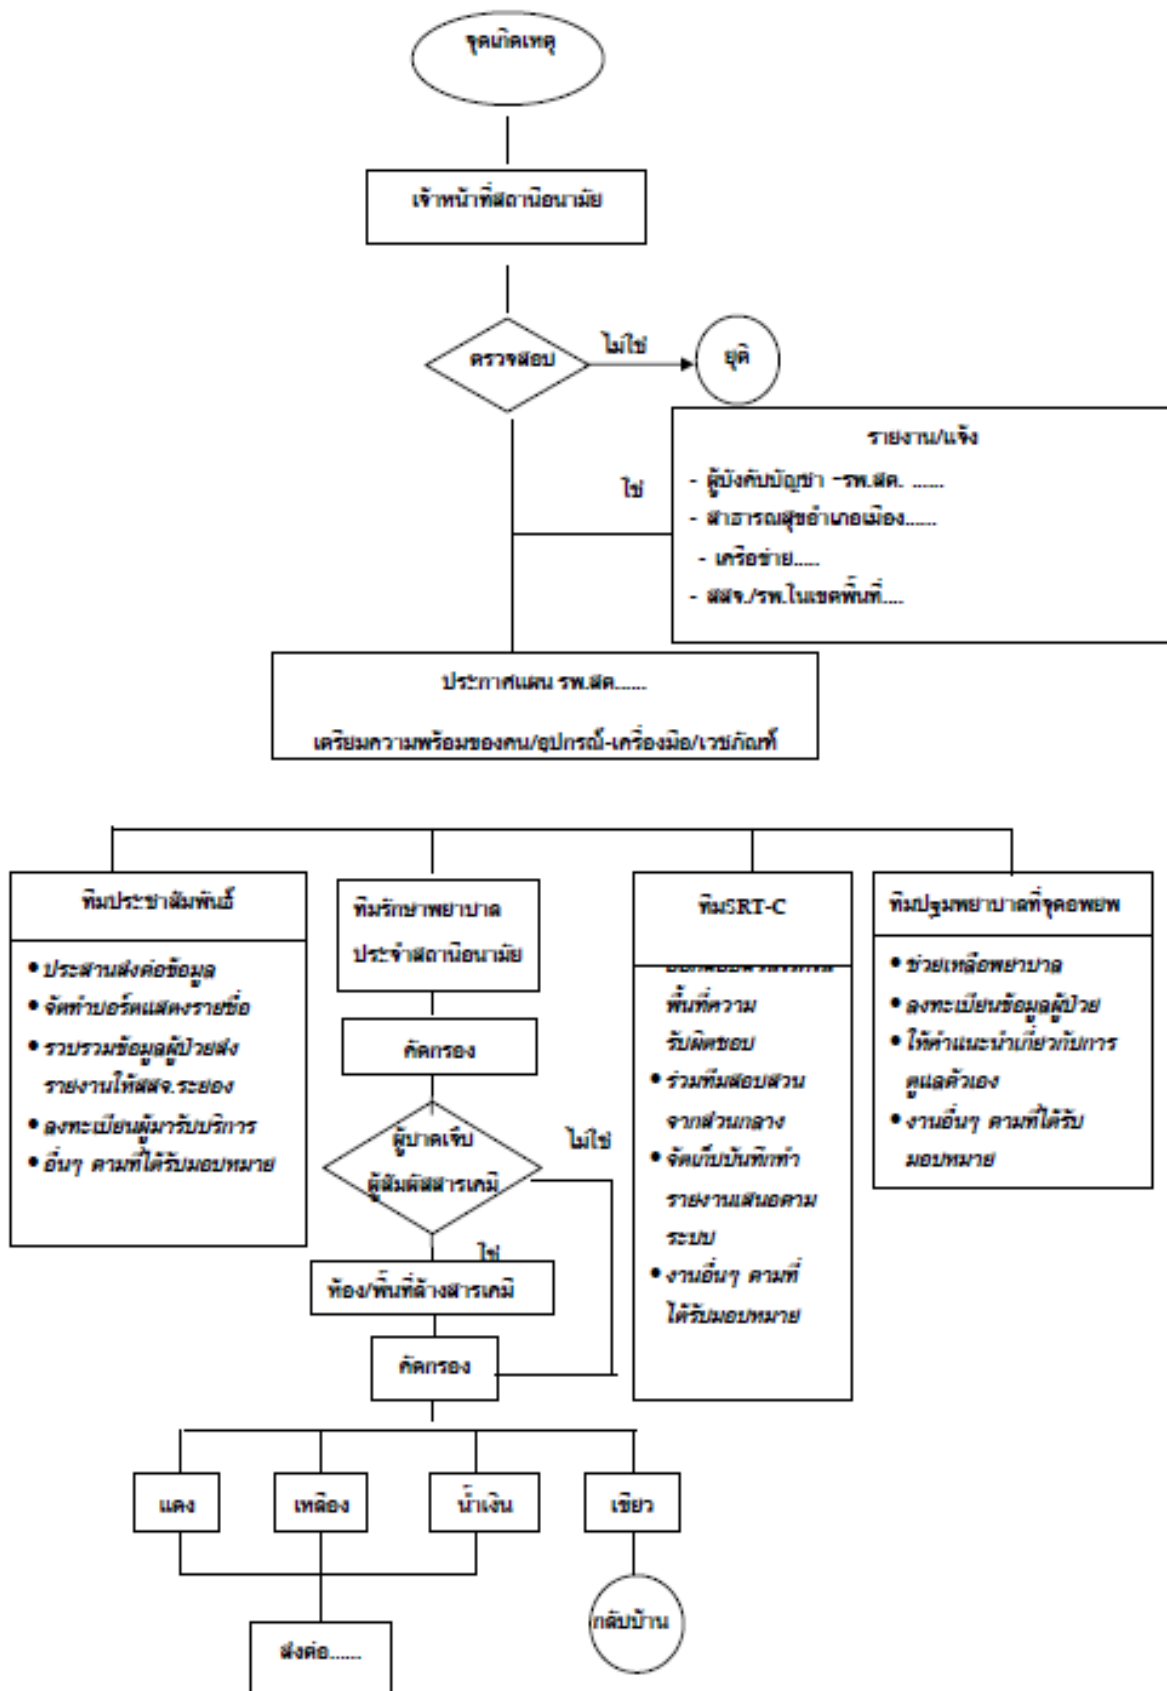 จุดเกิดเหตุ
เจ้าหน้าที่สถานีอนามัย
ตรวจสอบ
ไม่ใช่
ยุติ
รายงาน/แจ้ง
- ผู้บังคับบัญชา -รพ.สต. ......
- สาธารณสุขอำเภอเมือง......
- เครือข่าย.....
- สสจ./รพ.ในเขตพื้นที่....
ใช่
ประกาศแผน รพ.สต......
เตรียมความพร้อมของคน/อุปกรณ์-เครื่องมือ/เวชภัณฑ์
ทีมประชาสัมพันธ์
• ประสานส่งต่อข้อมูล
• จัดทำบอร์ดแสดงรายชื่อ
• รวบรวมข้อมูลผู้ป่วยส่ง
รายงานให้สสจ.ระยอง
• ลงทะเบียนผู้มารับบริการ
• อื่นๆ ตามที่ได้รับมอบหมาย
ทีมรักษาพยาบาล
ประจำสถานีอนามัย
คัดกรอง
ผู้บาดเจ็บ
ผู้สัมผัสสารเคมี
ไม่ใช่
ใช่
ห้อง/พื้นที่ล้างสารเคมี
คัดกรอง
ทีมSRT-C
พื้นที่ความ
รับผิดชอบ
• ร่วมทีมสอบสวน
จากส่วนกลาง
• จัดเก็บบันทึกทำ
รายงานเสนอตาม
ระบบ
• งานอื่นๆ ตามที่
ได้รับมอบหมาย
ทีมปฐมพยาบาลที่จุดอพยพ
• ช่วยเหลือพยาบาล
• ลงทะเบียนข้อมูลผู้ป่วย
• ให้คำแนะนำเกี่ยวกับการ
ดูแลตัวเอง
• งานอื่นๆ ตามที่ได้รับ
มอบหมาย
แดง
เหลือง
น้ำเงิน
เขียว
ส่งต่อ......
กลับบ้าน